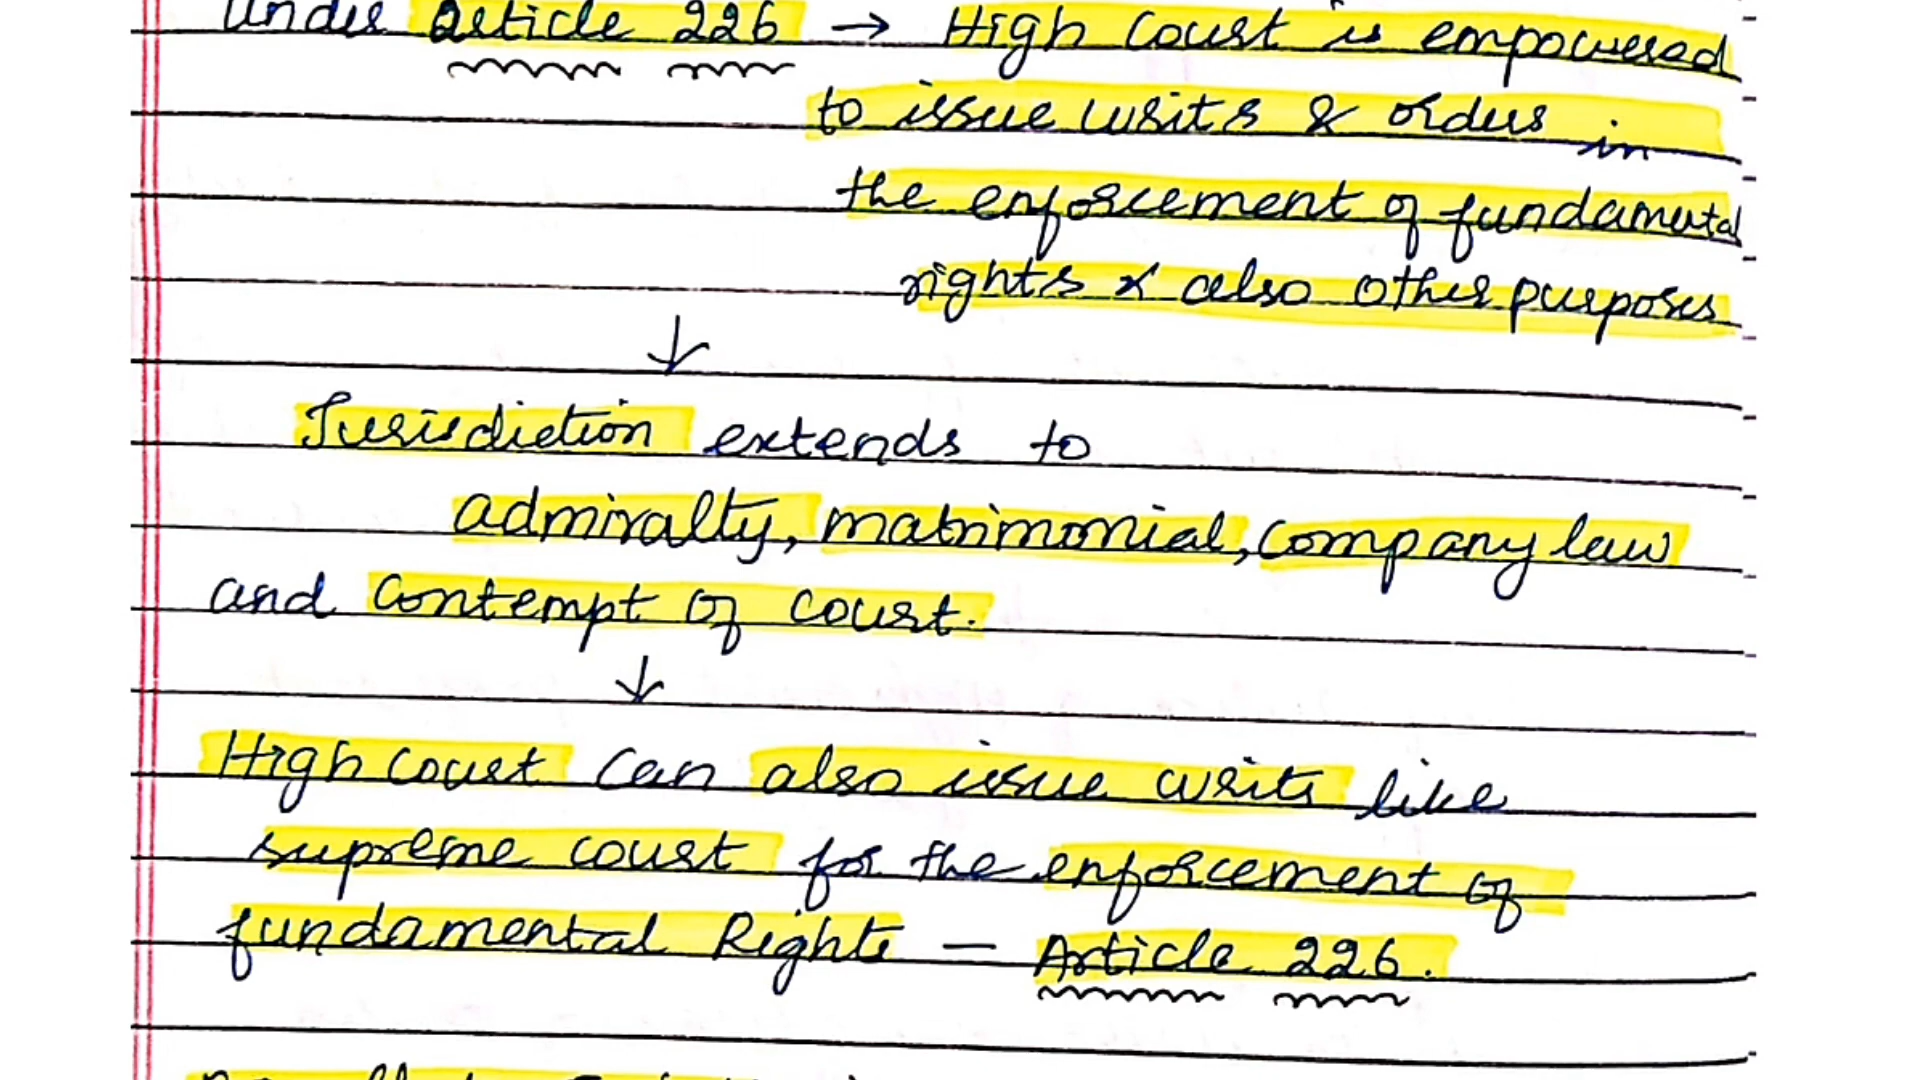 Under Article 226 → High Court is empowered
to issue writs & orders in
the enforcement of fundamental
rights & also other purposes
↓
Jurisdiction extends to
admiralty, matrimonial, Company law
and Contempt of Court.
↓
High Court Can also issue writs like
supreme court for the enforcement of
fundamental Rights – Article 226.